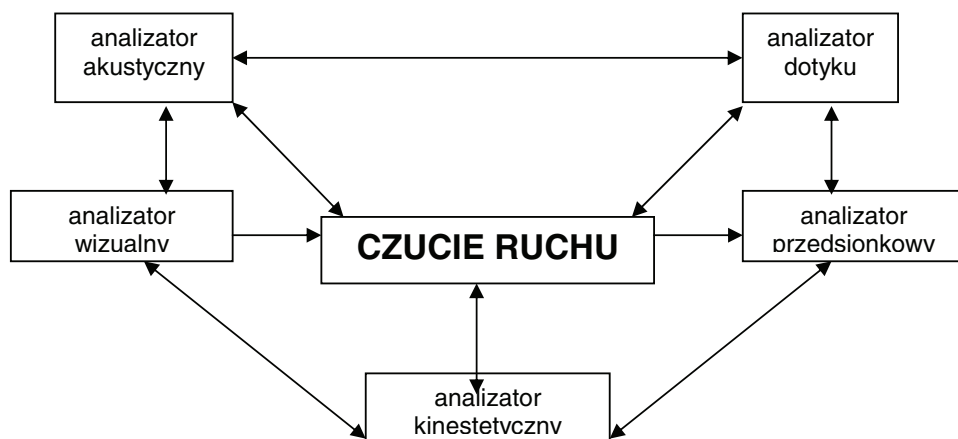 analizator
akustyczny
analizator
dotyku
analizator
wizualny
CZUCIE RUCHU
analizator
przedsionkowy
analizator
kinestetyczny